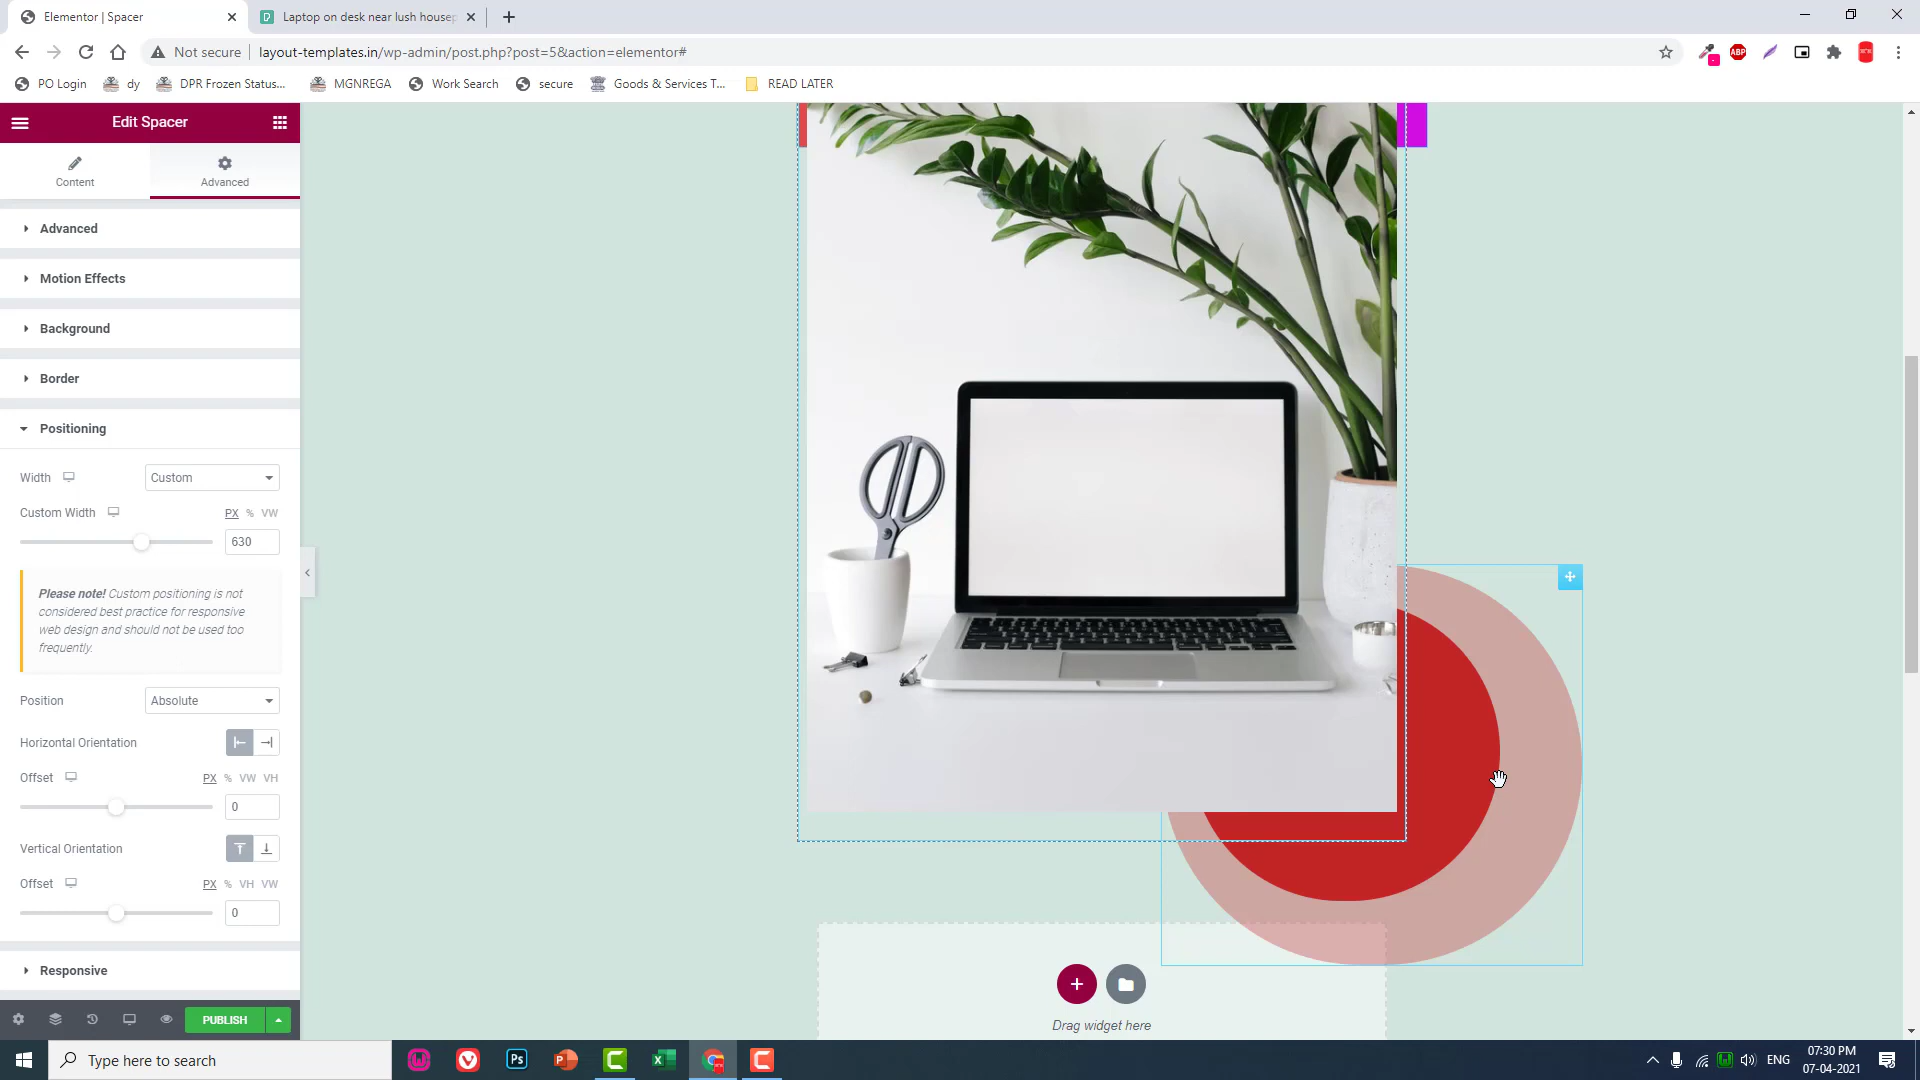 Elementor | Spacer
Laptop on desk near lush housep
Not secure
layout-templates.in/wp-admin/post.php?post=5&action=elementor#
ABP
PO Login
dy
DPR Frozen Status...
MGNREGA
Work Search
secure
Goods & Services T...
READ LATER
Edit Spacer
Content
Advanced
Advanced
Motion Effects
Background
Border
Positioning
Width
Custom
Custom Width
PX % VW
630
Please note! Custom positioning is not
considered best practice for responsive
web design and should not be used too
frequently.
Position
Absolute
Horizontal Orientation
Offset
PX % VW VH
0
Vertical Orientation
Offset
PX % VH VW
0
Responsive
PUBLISH
Drag widget here
Type here to search
Ps
ENG
07:30 PM
07-04-2021